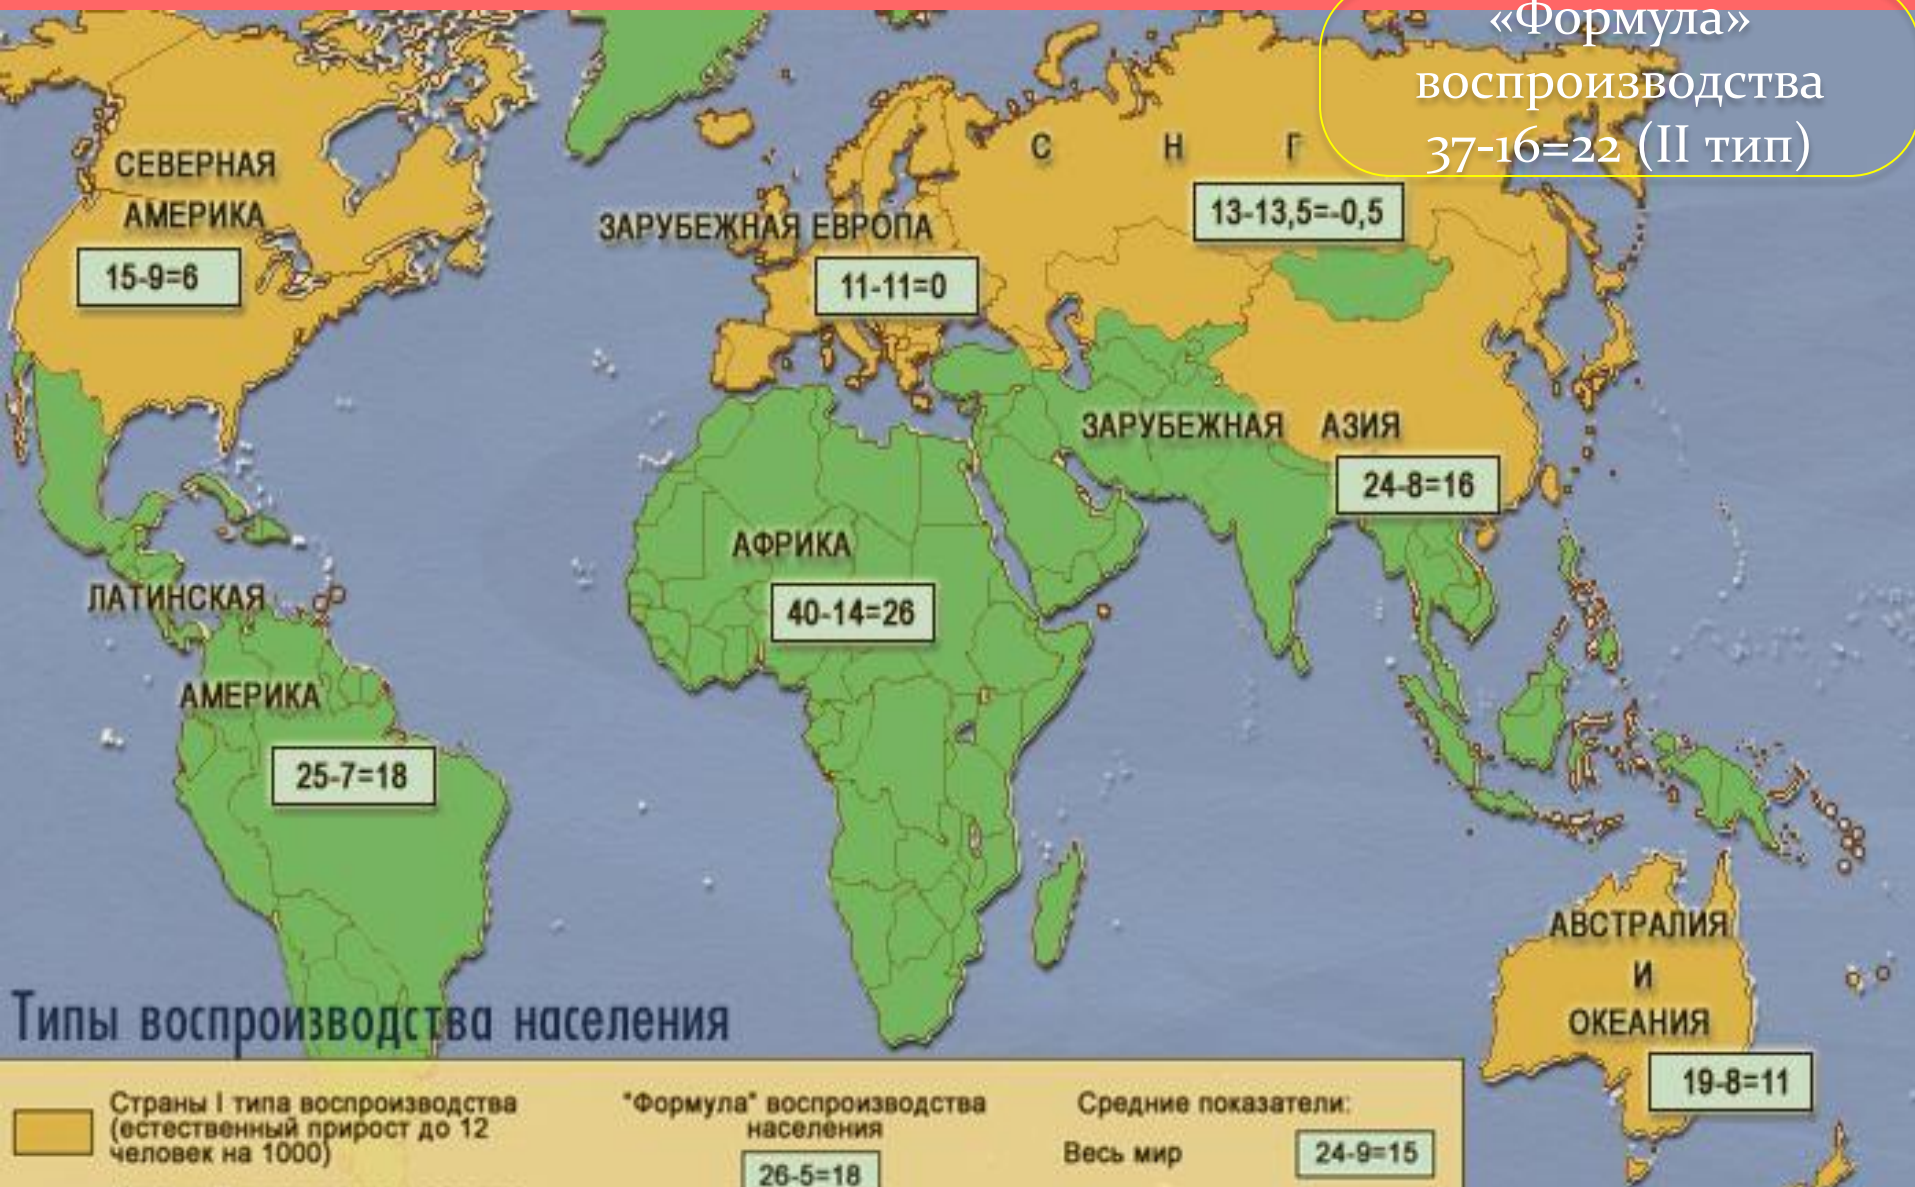 «Формула»
воспроизводства
37-16=22 (II тип)
СЕВЕРНАЯ
АМЕРИКА
15-9=6
ЗАРУБЕЖНАЯ ЕВРОПА
11-11=0
С Н Г
13-13,5=-0,5
ЗАРУБЕЖНАЯ АЗИЯ
24-8=16
АФРИКА
40-14=26
ЛАТИНСКАЯ
АМЕРИКА
25-7=18
АВСТРАЛИЯ
И
ОКЕАНИЯ
19-8=11
Типы воспроизводства населения
Страны I типа воспроизводства
(естественный прирост до 12
человек на 1000)
"Формула" воспроизводства
населения
26-5=18
Средние показатели:
Весь мир
24-9=15